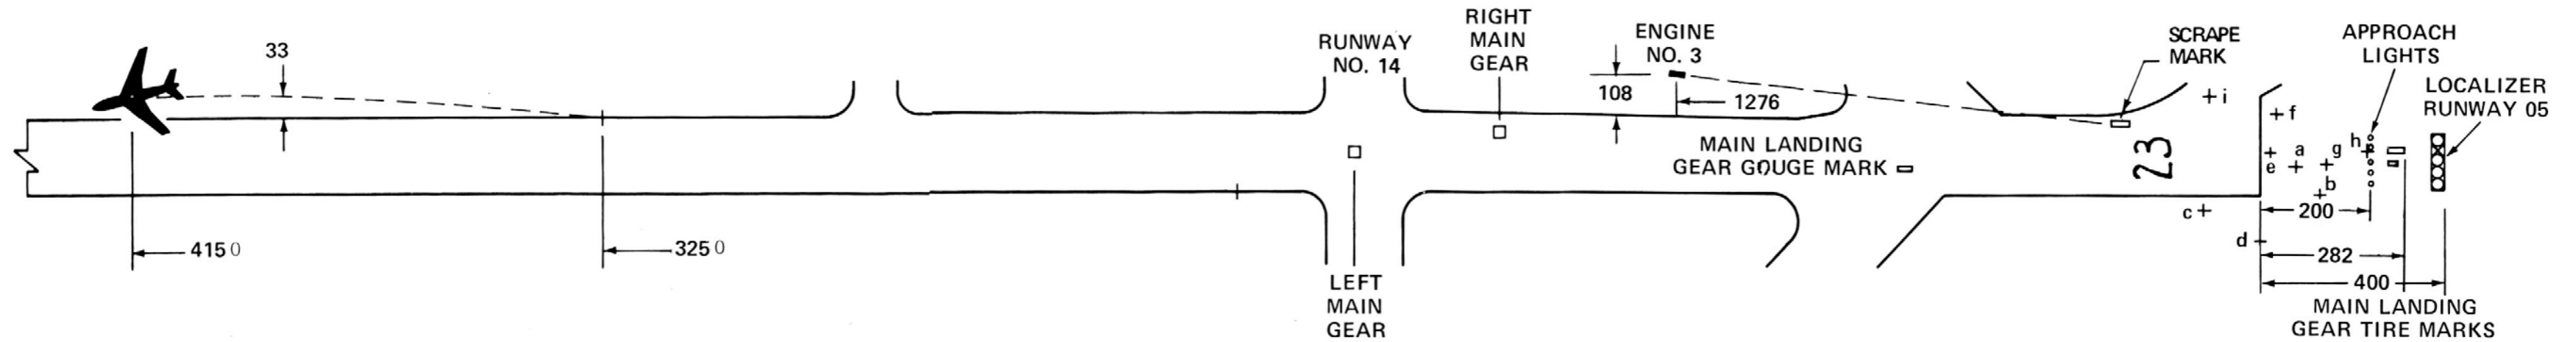 33
4150
3250
RUNWAY
NO. 14
LEFT
MAIN
GEAR
RIGHT
MAIN
GEAR
ENGINE
NO. 3
108
1276
MAIN LANDING
GEAR GOUGE MARK
SCRAPE
MARK
23
i
f
a
e
g
b
h
c
d
APPROACH
LIGHTS
LOCALIZER
RUNWAY 05
200
282
400
MAIN LANDING
GEAR TIRE MARKS